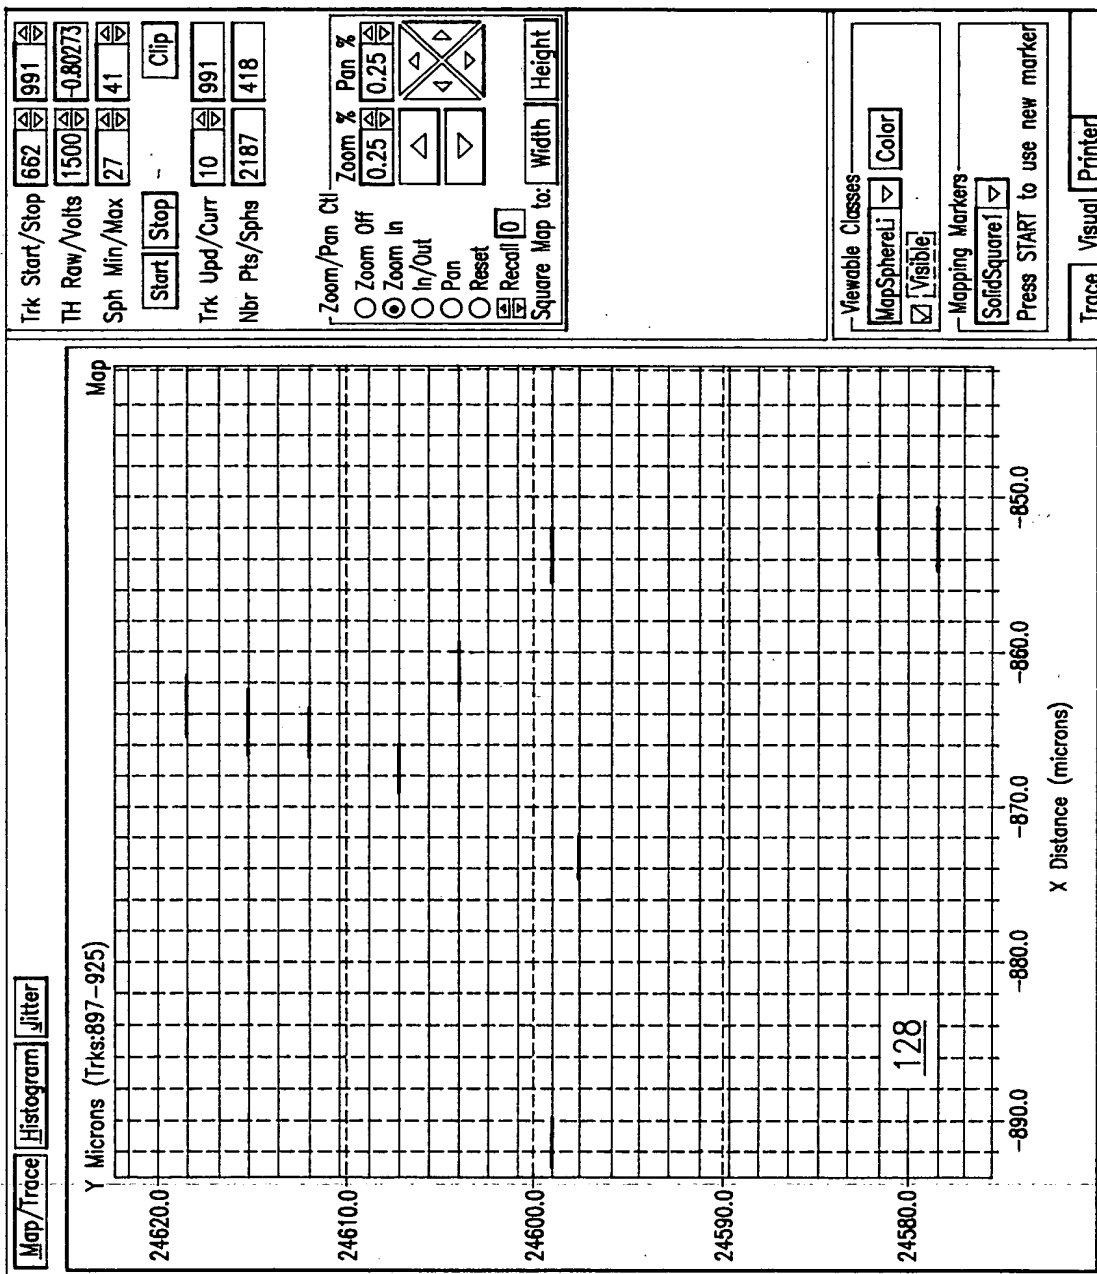 Map/Trace Histogram Jitter
Y Microns (Trks:897-925)
Map
24620.0
24610.0
24600.0
24590.0
24580.0
128
-890.0
-880.0
-870.0
-860.0
-850.0
X Distance (microns)
Trk Start/Stop 662 991
TH Raw/Volts 1500 -0.80273
Sph Min/Max 27 41
Start Stop - Clip
Trk Upd/Curr 10 991
Nbr Pts/Sphs 2187 418
Zoom/Pan Ctl
Zoom % Pan %
Zoom Off 0.25 0.25
Zoom In
In/Out
Pan
Reset
Recall 0
Square Map to: Width Height
Viewable Classes
MapSphereLi Color
Visible
Mapping Markers
SolidSquare1
Press START to use new marker
Trace Visual Printer